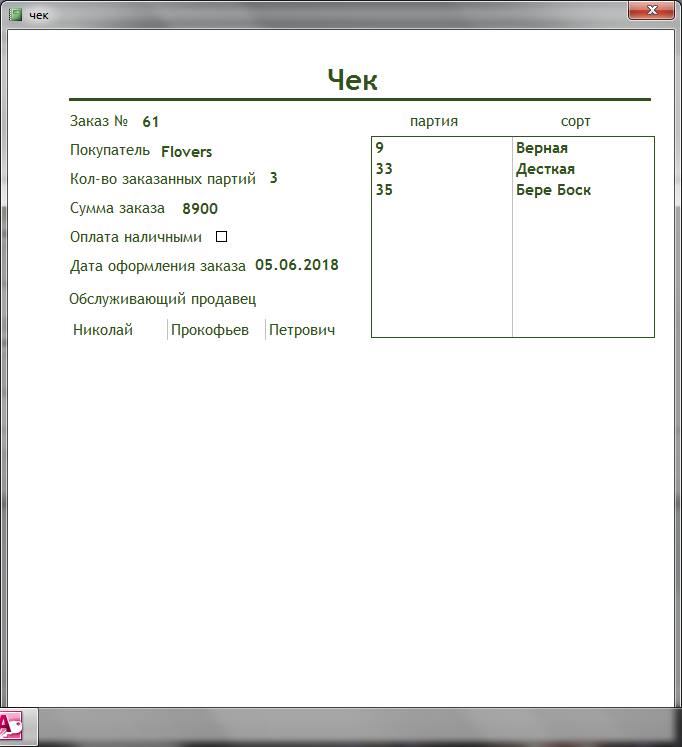 чек
Чек
Заказ № 61
Покупатель Flovers
Кол-во заказанных партий 3
Сумма заказа 8900
Оплата наличными
Дата оформления заказа 05.06.2018
Обслуживающий продавец
Николай Прокофьев Петрович
партия сорт
9 Верная
33 Десткая
35 Бере Боск
A